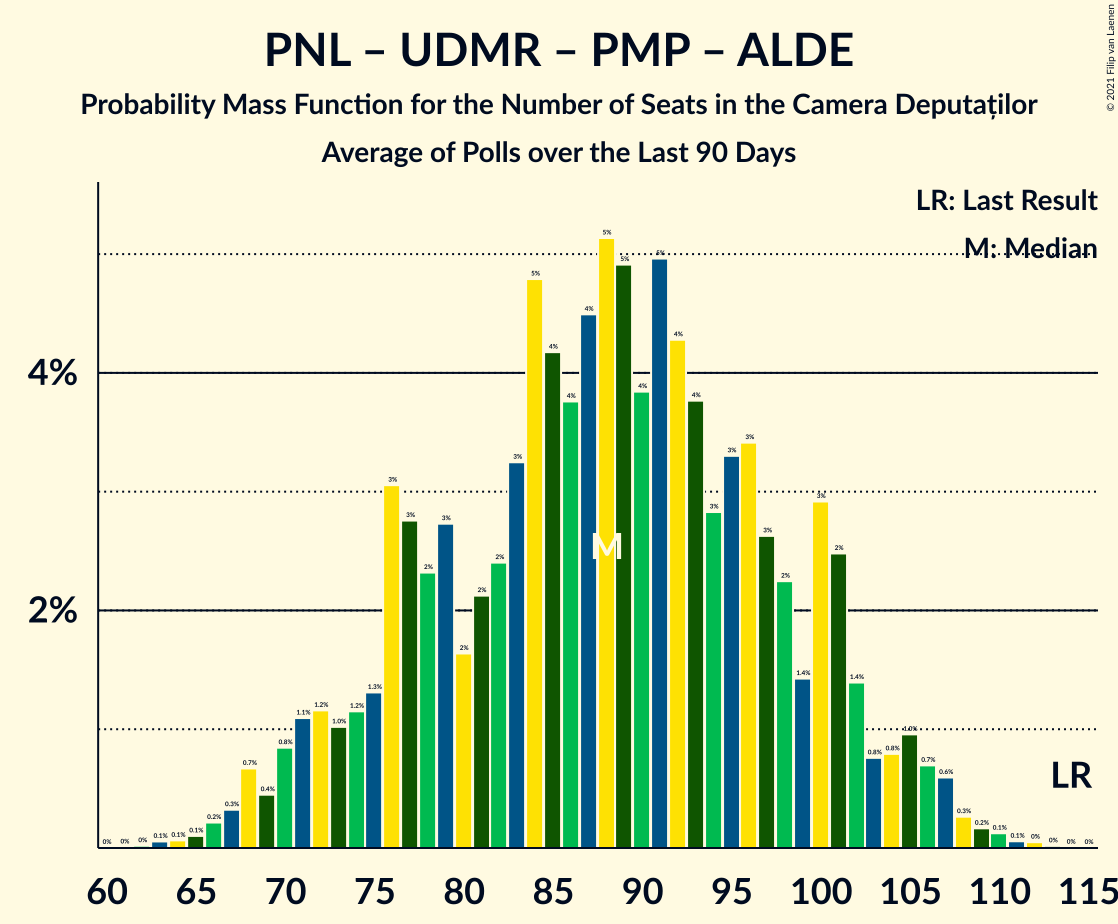 PNL – UDMR – PMP – ALDE
Probability Mass Function for the Number of Seats in the Camera Deputaților
Average of Polls over the Last 90 Days
© 2021 Filip van Laenen
LR: Last Result
M: Median
4%
2%
0% 0% 0% 0.1% 0.1% 0.1% 0.2% 0.3% 0.7% 0.4% 0.8% 1.1% 1.2% 1.0% 1.2% 1.3% 3% 3% 2% 3% 2% 2% 2% 3% 5% 4% 4% 4% 5% 5% 4% 5% 4% 4% 3% 3% 3% 3% 2% 1.4% 3% 2% 1.4% 0.8% 0.8% 1.0% 0.7% 0.6% 0.3% 0.2% 0.1% 0.1% 0% 0% 0% 0%
M
LR
60 65 70 75 80 85 90 95 100 105 110 115